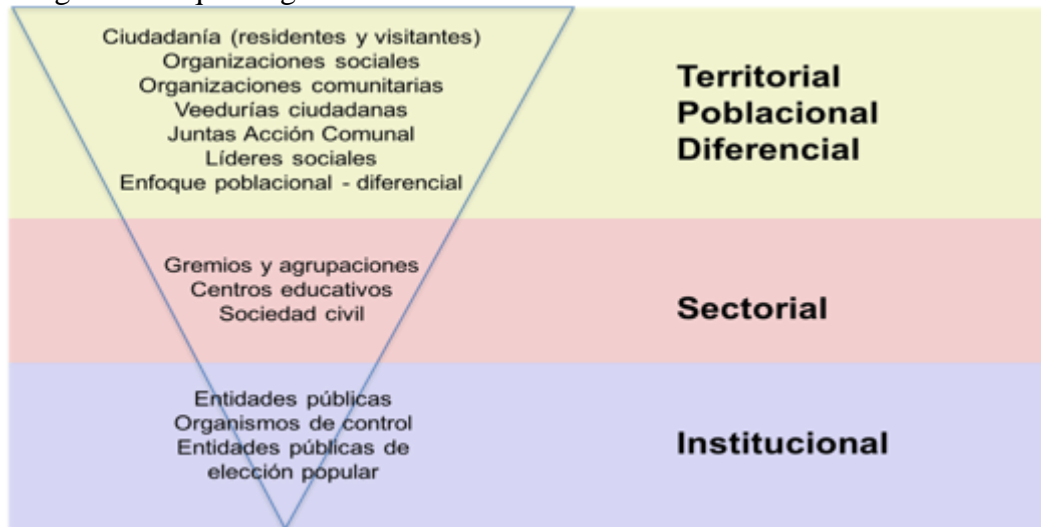 Ciudadanía (residentes y visitantes)
Organizaciones sociales
Organizaciones comunitarias
Veedurías ciudadanas
Juntas Acción Comunal
Líderes sociales
Enfoque poblacional - diferencial
Territorial
Poblacional
Diferencial
Gremios y agrupaciones
Centros educativos
Sociedad civil
Sectorial
Entidades públicas
Organismos de control
Entidades públicas de
elección popular
Institucional